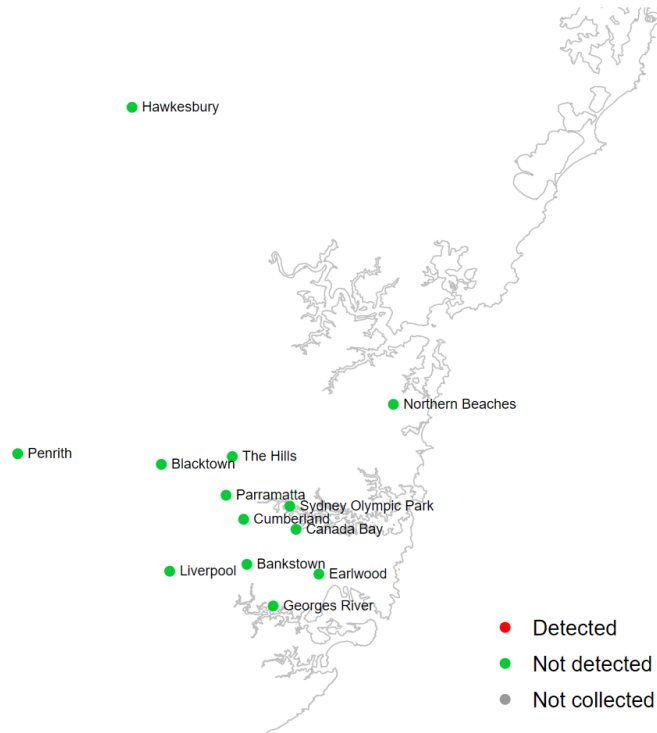 Hawkesbury
Northern Beaches
Penrith
The Hills
Blacktown
Parramatta
Sydney Olympic Park
Cumberland
Canada Bay
Bankstown
Liverpool
Earlwood
Georges River
Detected
Not detected
Not collected